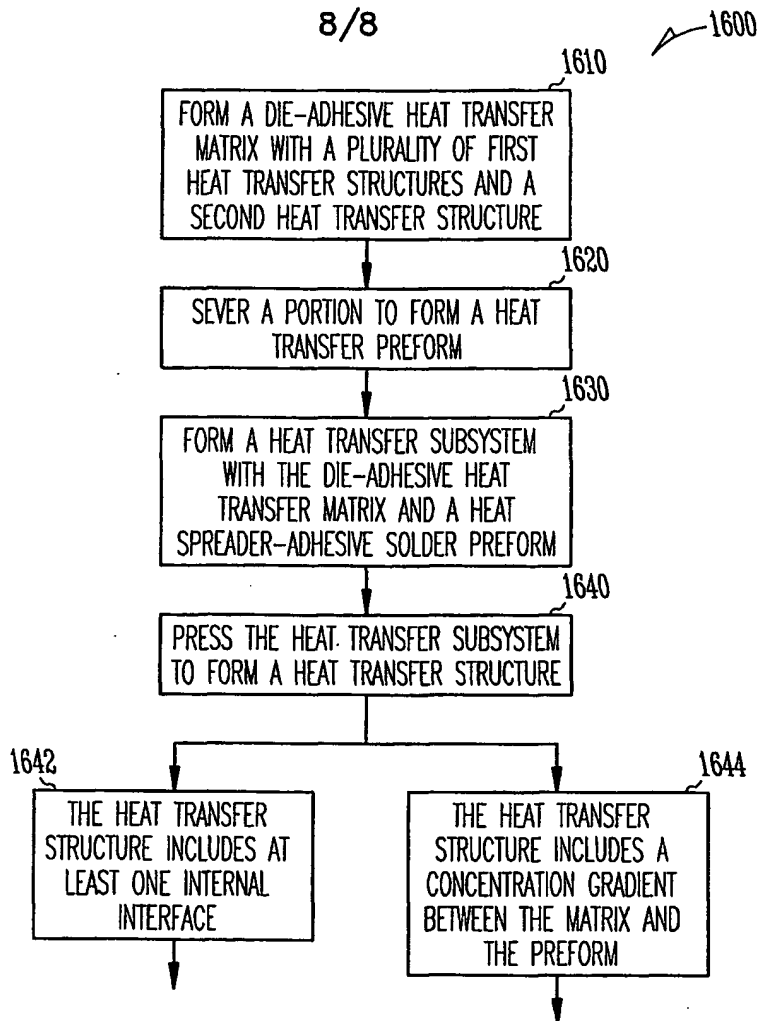 8/8
1600
1610
FORM A DIE-ADHESIVE HEAT TRANSFER
MATRIX WITH A PLURALITY OF FIRST
HEAT TRANSFER STRUCTURES AND A
SECOND HEAT TRANSFER STRUCTURE
1620
SEVER A PORTION TO FORM A HEAT
TRANSFER PREFORM
1630
FORM A HEAT TRANSFER SUBSYSTEM
WITH THE DIE-ADHESIVE HEAT
TRANSFER MATRIX AND A HEAT
SPREADER-ADHESIVE SOLDER PREFORM
1640
PRESS THE HEAT TRANSFER SUBSYSTEM
TO FORM A HEAT TRANSFER STRUCTURE
1642
THE HEAT TRANSFER
STRUCTURE INCLUDES AT
LEAST ONE INTERNAL
INTERFACE
1644
THE HEAT TRANSFER
STRUCTURE INCLUDES A
CONCENTRATION GRADIENT
BETWEEN THE MATRIX AND
THE PREFORM